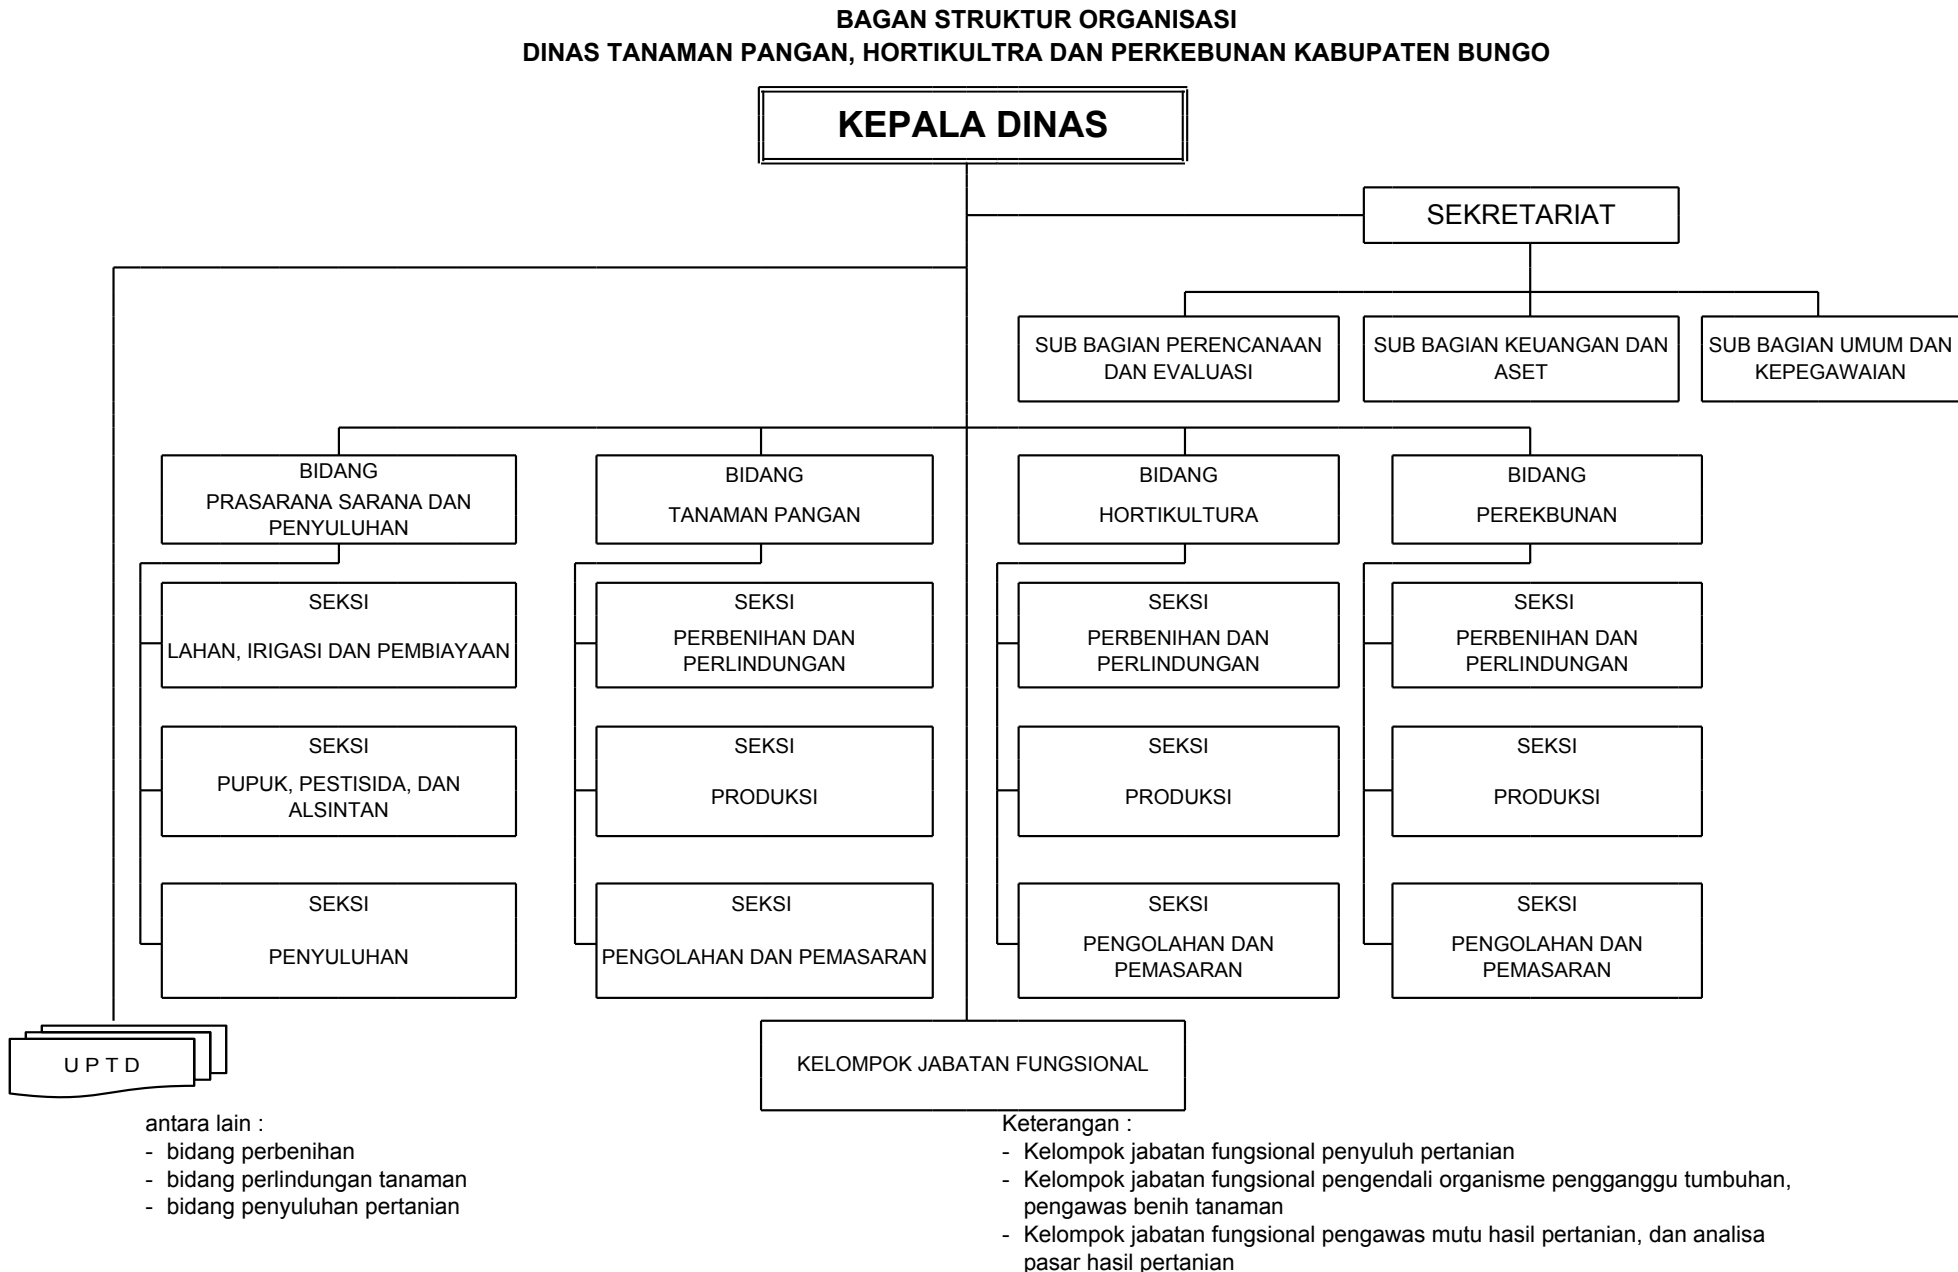 BAGAN STRUKTUR ORGANISASI
DINAS TANAMAN PANGAN, HORTIKULTRA DAN PERKEBUNAN KABUPATEN BUNGO
KEPALA DINAS
SEKRETARIAT
SUB BAGIAN PERENCANAAN
DAN EVALUASI
SUB BAGIAN KEUANGAN DAN
ASET
SUB BAGIAN UMUM DAN
KEPEGAWAIAN
BIDANG
PRASARANA SARANA DAN
PENYULUHAN
BIDANG
TANAMAN PANGAN
BIDANG
HORTIKULTURA
BIDANG
PEREKBUNAN
SEKSI
LAHAN, IRIGASI DAN PEMBIAYAAN
SEKSI
PERBENIHAN DAN
PERLINDUNGAN
SEKSI
PERBENIHAN DAN
PERLINDUNGAN
SEKSI
PERBENIHAN DAN
PERLINDUNGAN
SEKSI
PUPUK, PESTISIDA, DAN
ALSINTAN
SEKSI
PRODUKSI
SEKSI
PRODUKSI
SEKSI
PRODUKSI
SEKSI
PENYULUHAN
SEKSI
PENGOLAHAN DAN PEMASARAN
SEKSI
PENGOLAHAN DAN
PEMASARAN
SEKSI
PENGOLAHAN DAN
PEMASARAN
U P T D
KELOMPOK JABATAN FUNGSIONAL
antara lain :
- bidang perbenihan
- bidang perlindungan tanaman
- bidang penyuluhan pertanian
Keterangan :
- Kelompok jabatan fungsional penyuluh pertanian
- Kelompok jabatan fungsional pengendali organisme pengganggu tumbuhan,
pengawas benih tanaman
- Kelompok jabatan fungsional pengawas mutu hasil pertanian, dan analisa
pasar hasil pertanian